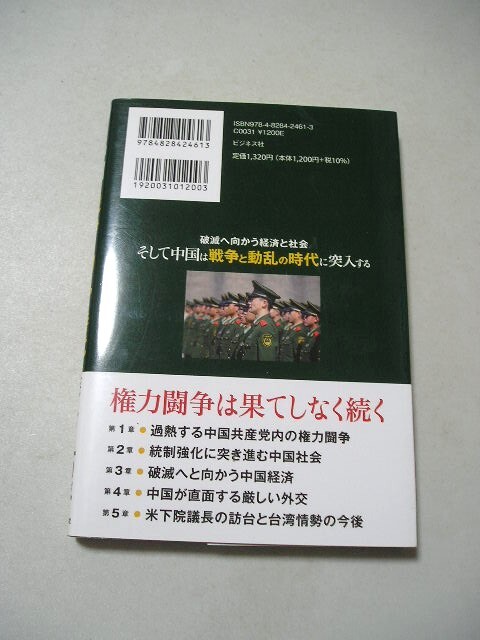 ISBN978-4-8284-2461-3
C0031 ¥1200E
ビジネス社
定価1,320円（本体1,200円+税10%）
9784828424613
1920031012003
破滅へ向かう経済と社会
そして中国は戦争と動乱の時代に突入する
権力闘争は果てしなく続く
第1章 ● 過熱する中国共産党内の権力闘争
第2章 ● 統制強化に突き進む中国社会
第3章 ● 破滅へと向かう中国経済
第4章 ● 中国が直面する厳しい外交
第5章 ● 米下院議長の訪台と台湾情勢の今後